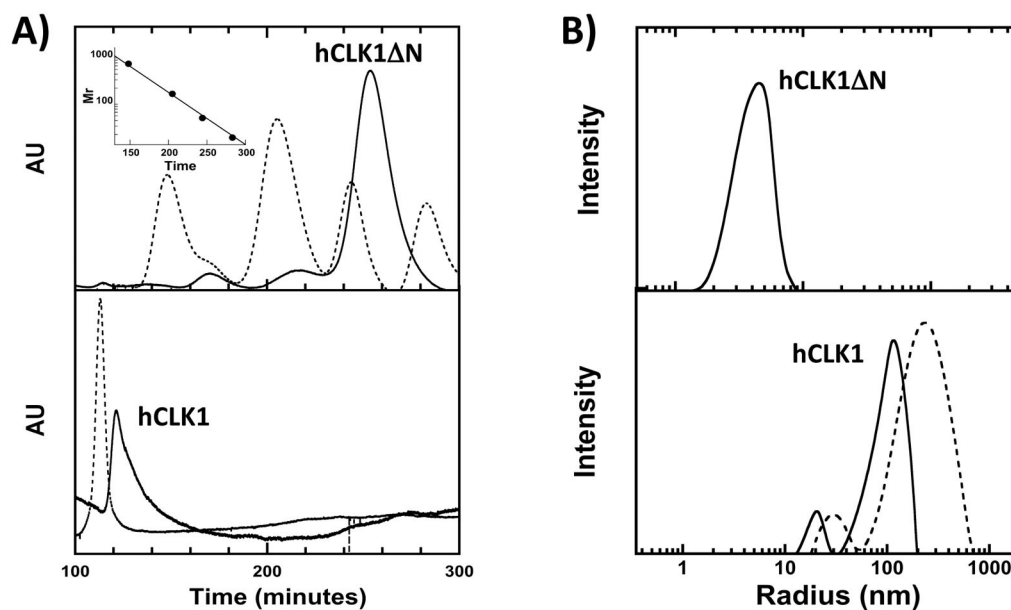 A)
hCLK1ΔN
AU
1000
100
Mr
150 200 250 300
Time
AU
hCLK1
100 200 300
Time (minutes)
B)
hCLK1ΔN
Intensity
hCLK1
Intensity
1 10 100 1000
Radius (nm)